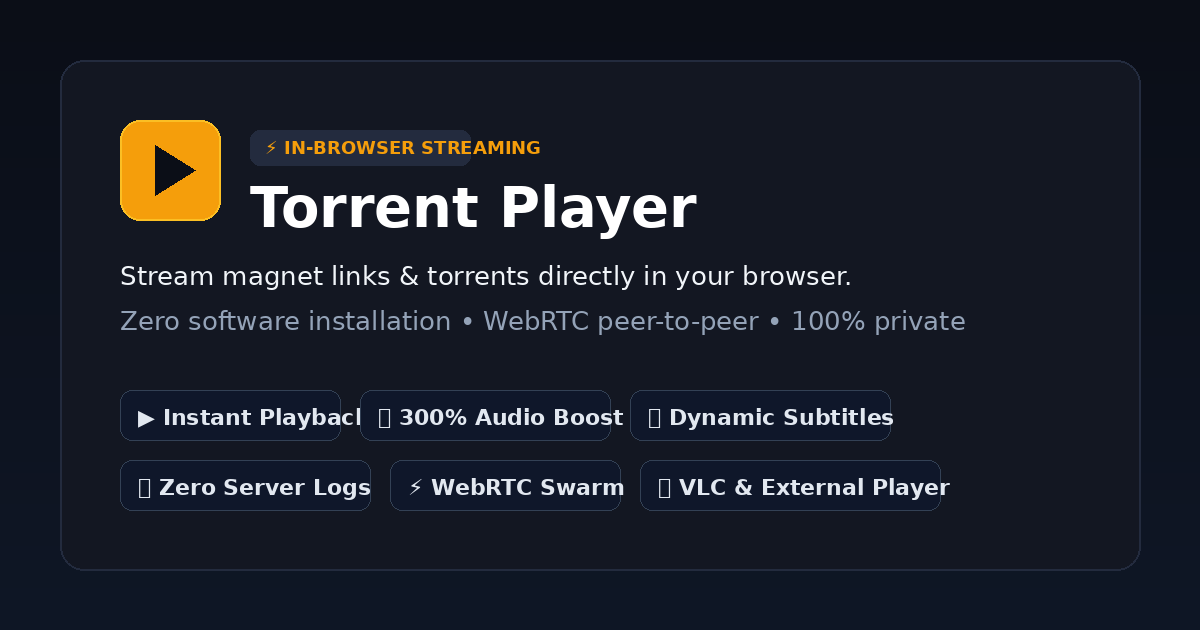 ⚡ IN-BROWSER STREAMING
Torrent Player
Stream magnet links & torrents directly in your browser.
Zero software installation • WebRTC peer-to-peer • 100% private
▶ Instant Playback
300% Audio Boost
Dynamic Subtitles
Zero Server Logs
⚡ WebRTC Swarm
VLC & External Player